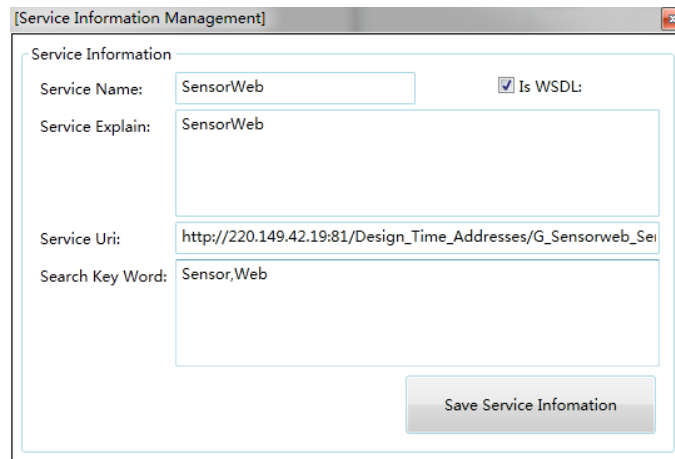 [Service Information Management]
Service Information
Service Name: SensorWeb Is WSDL:
Service Explain: SensorWeb
Service Uri: http://220.149.42.19:81/Design_Time_Addresses/G_Sensorweb_Ser
Search Key Word: Sensor,Web
Save Service Infomation